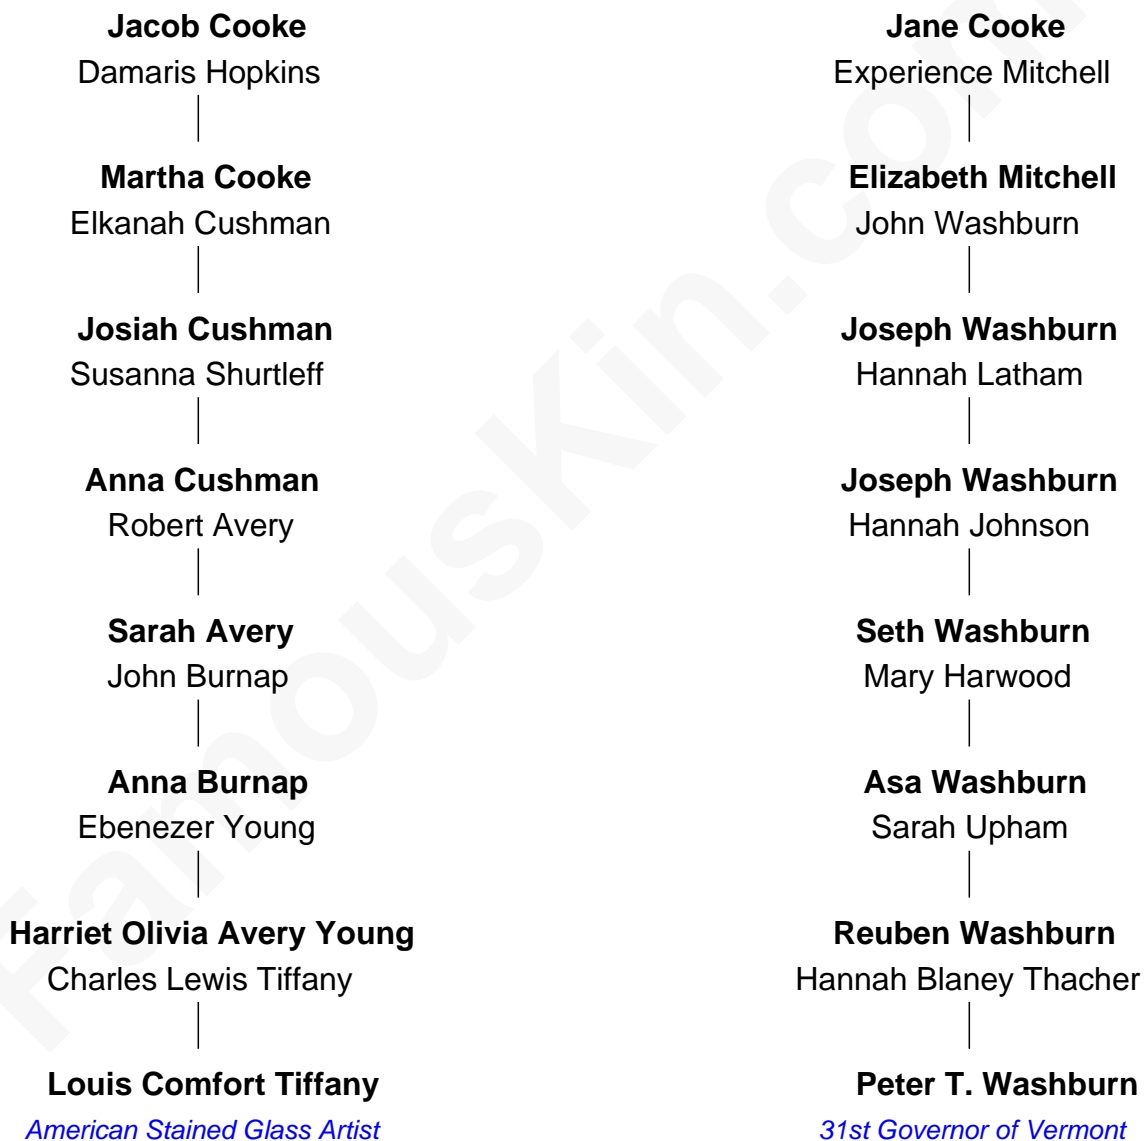 Jacob Cooke
Damaris Hopkins
Martha Cooke
Elkanah Cushman
Josiah Cushman
Susanna Shurtleff
Anna Cushman
Robert Avery
Sarah Avery
John Burnap
Anna Burnap
Ebenezer Young
Harriet Olivia Avery Young
Charles Lewis Tiffany
Louis Comfort Tiffany
American Stained Glass Artist
Jane Cooke
Experience Mitchell
Elizabeth Mitchell
John Washburn
Joseph Washburn
Hannah Latham
Joseph Washburn
Hannah Johnson
Seth Washburn
Mary Harwood
Asa Washburn
Sarah Upham
Reuben Washburn
Hannah Blaney Thacher
Peter T. Washburn
31st Governor of Vermont
FamousKin.com